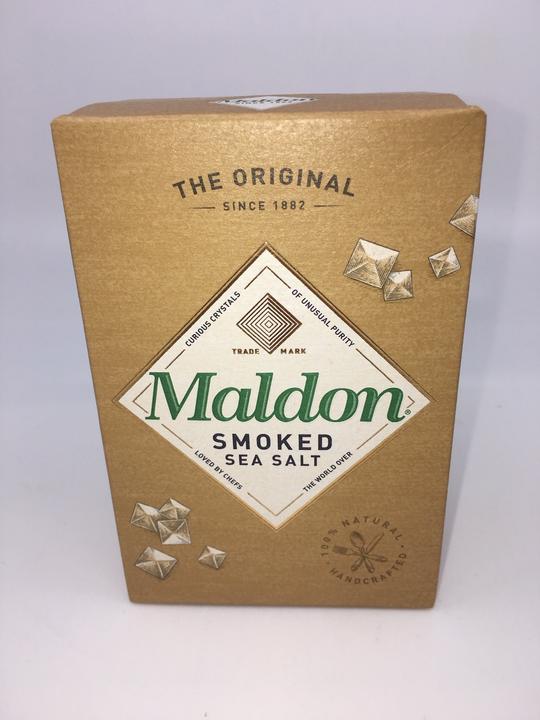 Maldon
THE ORIGINAL
SINCE 1882
CURIOUS CRYSTALS
OF UNUSUAL PURITY
TRADE MARK
Maldon®
SMOKED
SEA SALT
LOVED BY CHEFS
THE WORLD OVER
100% NATURAL
• HANDCRAFTED •